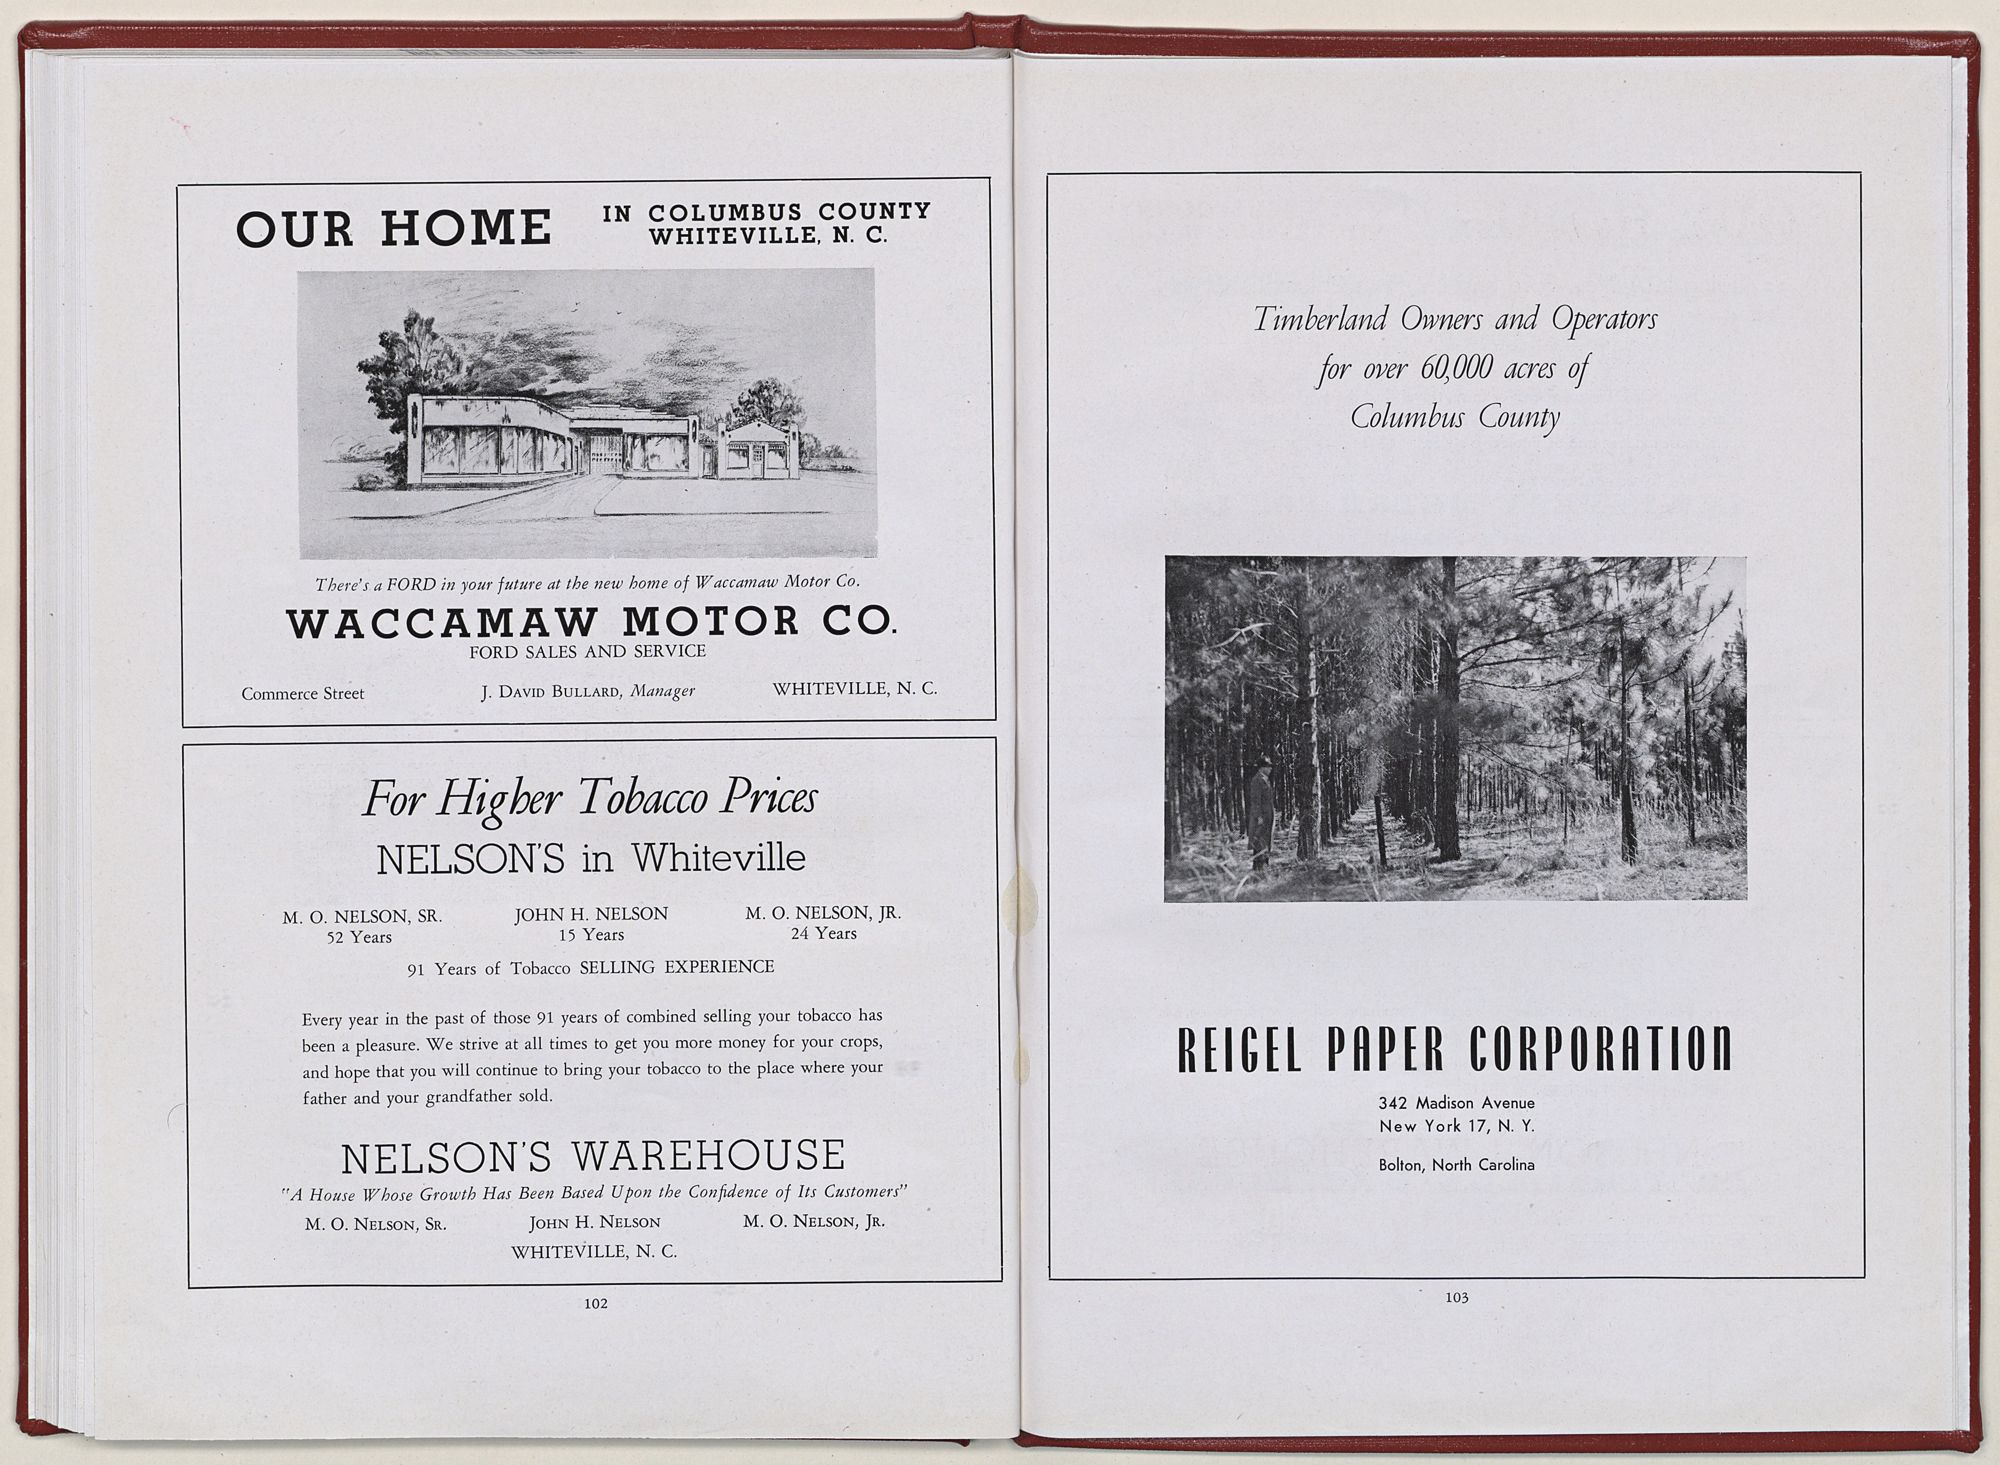 OUR HOME IN COLUMBUS COUNTY
WHITEVILLE, N. C.
There's a FORD in your future at the new home of Waccamaw Motor Co.
WACCAMAW MOTOR CO.
FORD SALES AND SERVICE
Commerce Street J. DAVID BULLARD, Manager WHITEVILLE, N. C.
For Higher Tobacco Prices
NELSON'S in Whiteville
M. O. NELSON, SR. JOHN H. NELSON M. O. NELSON, JR.
52 Years 15 Years 24 Years
91 Years of Tobacco SELLING EXPERIENCE
Every year in the past of those 91 years of combined selling your tobacco has
been a pleasure. We strive at all times to get you more money for your crops,
and hope that you will continue to bring your tobacco to the place where your
father and your grandfather sold.
NELSON'S WAREHOUSE
"A House Whose Growth Has Been Based Upon the Confidence of Its Customers"
M. O. NELSON, SR. JOHN H. NELSON M. O. NELSON, JR.
WHITEVILLE, N. C.
102
Timberland Owners and Operators
for over 60,000 acres of
Columbus County
REIGEL PAPER CORPORATION
342 Madison Avenue
New York 17, N. Y.
Bolton, North Carolina
103